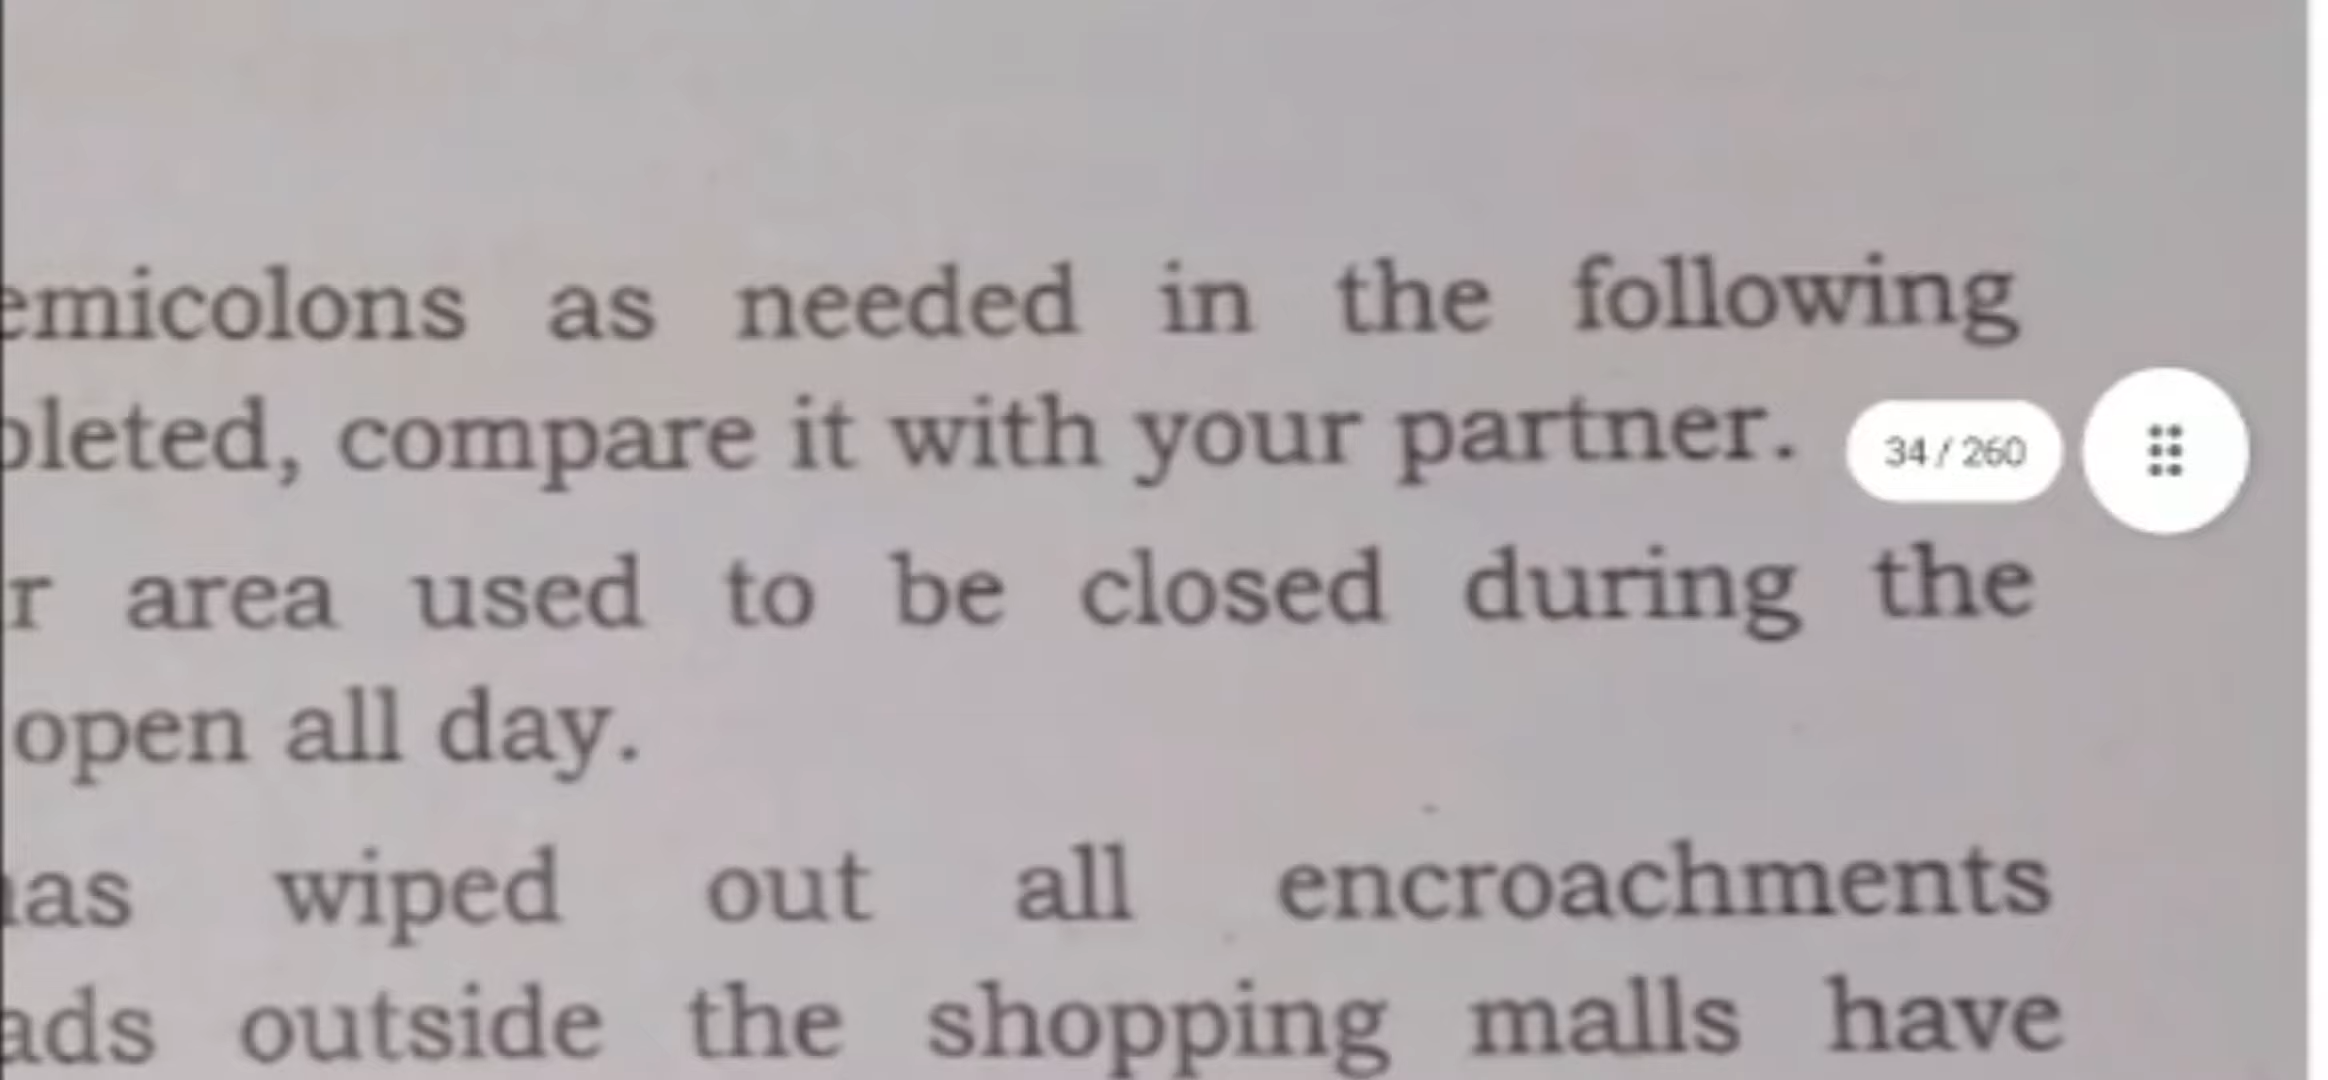 emicolons as needed in the following
pleted, compare it with your partner.
34 / 260
r area used to be closed during the
open all day.
as wiped out all encroachments
ads outside the shopping malls have